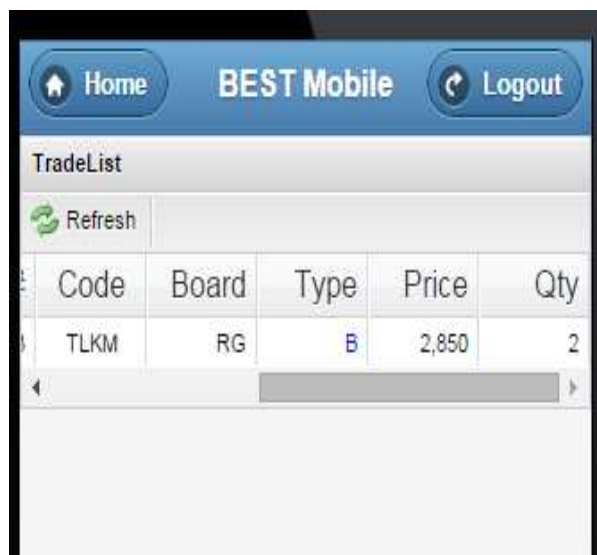 Home BEST Mobile Logout
TradeList
Refresh
Code Board Type Price Qty
TLKM RG B 2,850 2